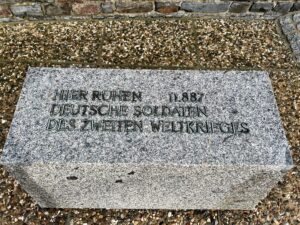 HIER RUHEN 11.887
DEUTSCHE SOLDATEN
DES ZWEITEN WELTKRIEGES